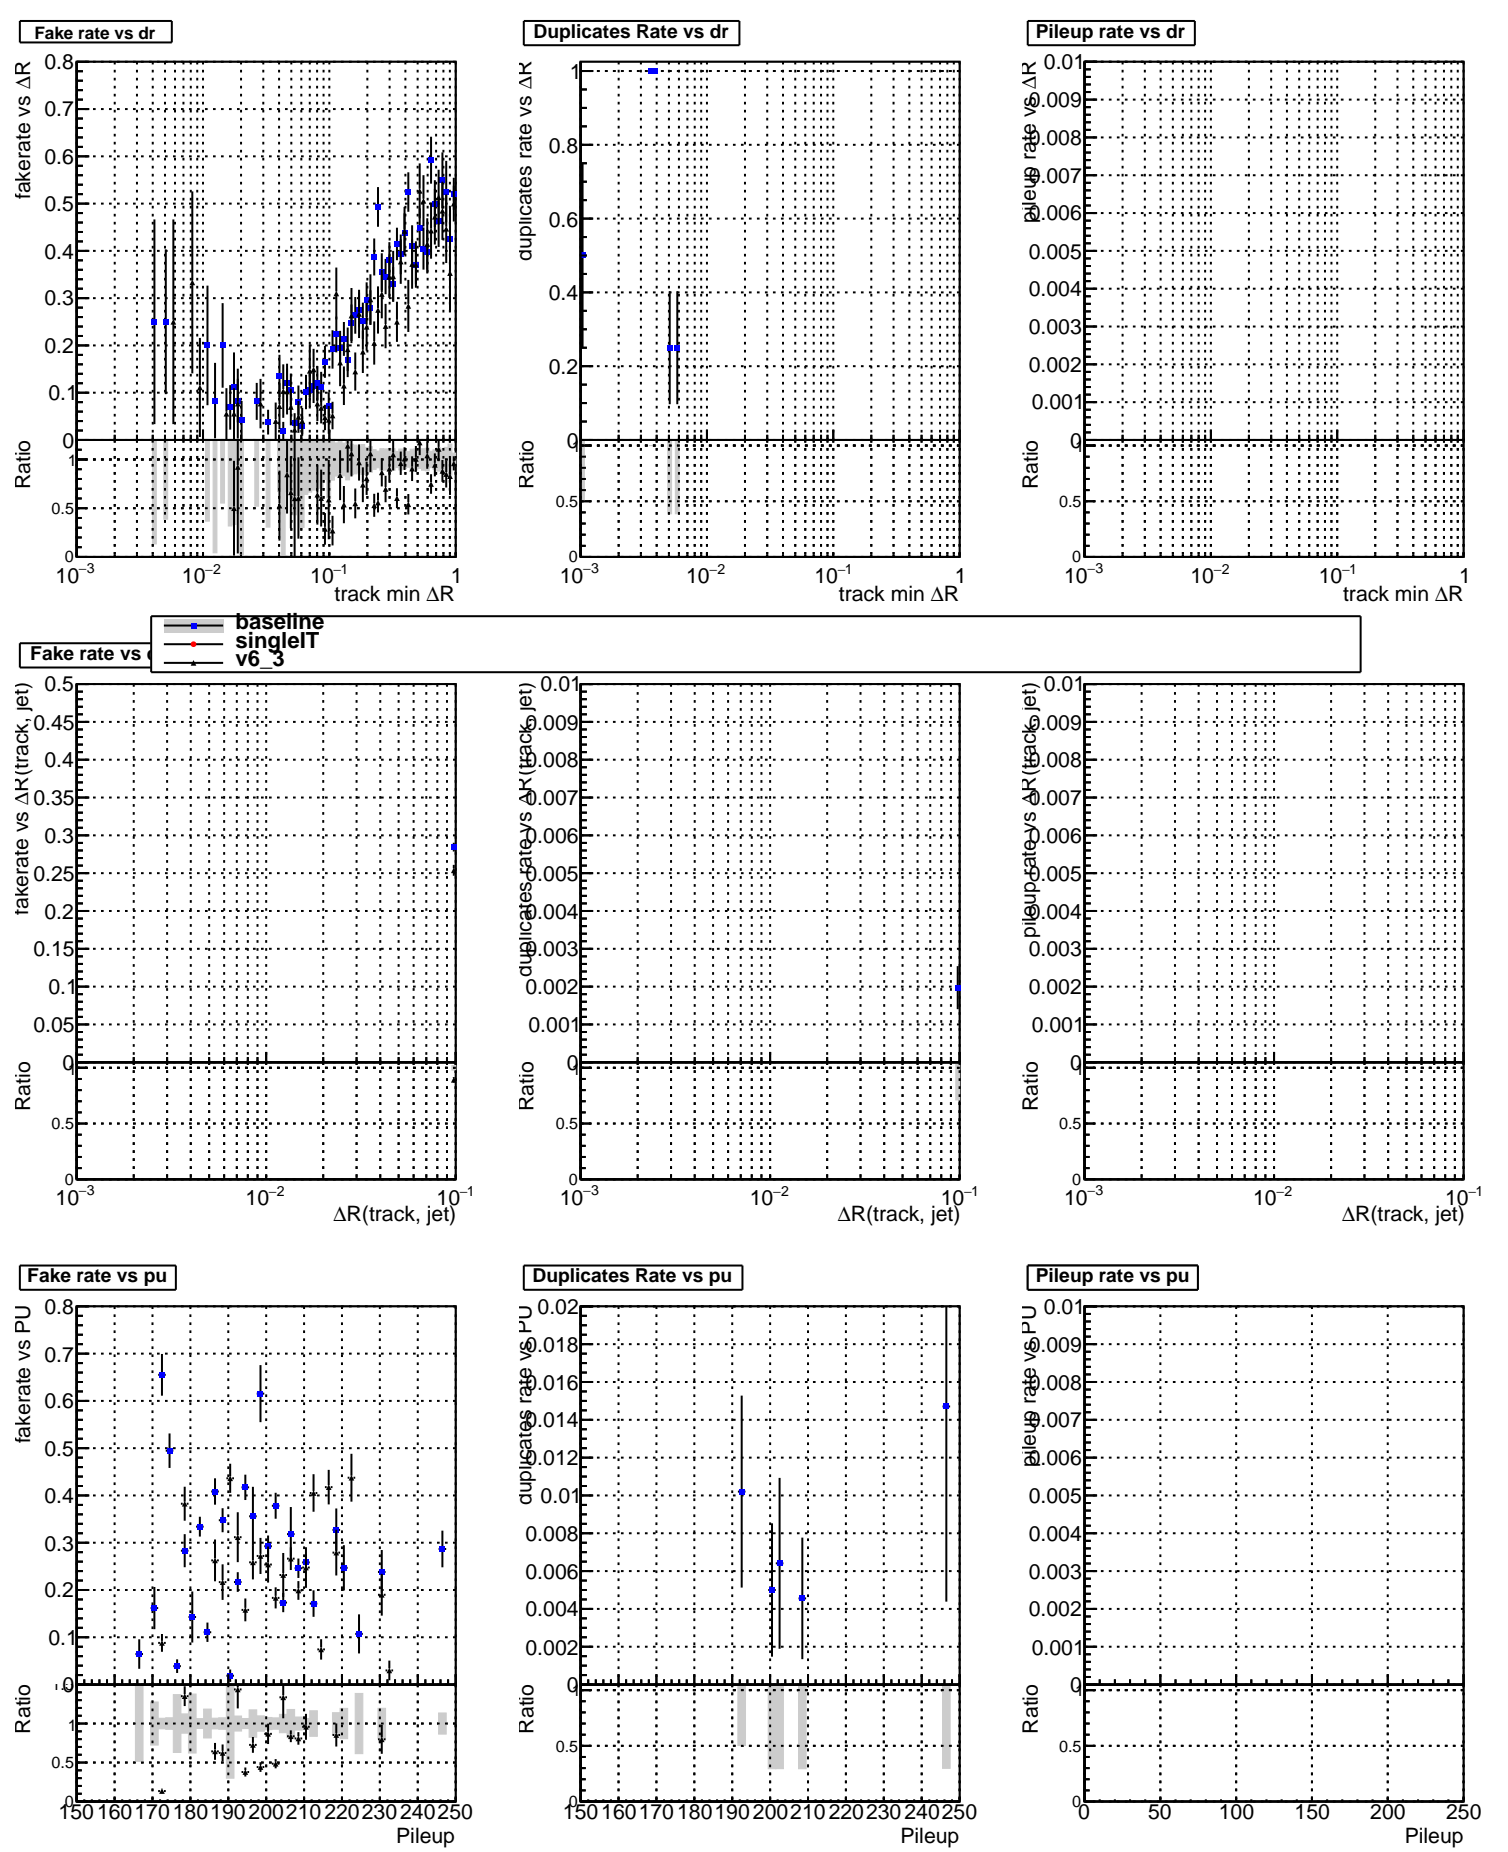 Fake rate vs dr
fakerate vs ΔR
0.8
0.7
0.6
0.5
0.4
0.3
0.2
0.1
0
Ratio
1
0.5
0
10⁻³ 10⁻² 10⁻¹ 1
track min ΔR
Duplicates Rate vs dr
duplicates rate vs ΔR
1
0.8
0.6
0.4
0.2
0
Ratio
0.5
0
10⁻³ 10⁻² 10⁻¹ 1
track min ΔR
Pileup rate vs dr
pileup rate vs ΔR
0.01
0.009
0.008
0.007
0.006
0.005
0.004
0.003
0.002
0.001
0
Ratio
0.5
0
10⁻³ 10⁻² 10⁻¹ 1
track min ΔR
baseline
singleIT
v6_3
Fake rate vs
fakerate vs ΔR(track, jet)
0.5
0.45
0.4
0.35
0.3
0.25
0.2
0.15
0.1
0.05
0
Ratio
0.5
0
10⁻³ 10⁻² 10⁻¹
ΔR(track, jet)
duplicates rate vs ΔR(track, jet)
0.01
0.009
0.008
0.007
0.006
0.005
0.004
0.003
0.002
0.001
0
Ratio
0.5
0
10⁻³ 10⁻² 10⁻¹
ΔR(track, jet)
pileup rate vs ΔR(track, jet)
0.01
0.009
0.008
0.007
0.006
0.005
0.004
0.003
0.002
0.001
0
Ratio
0.5
0
10⁻³ 10⁻² 10⁻¹
ΔR(track, jet)
Fake rate vs pu
fakerate vs PU
0.8
0.7
0.6
0.5
0.4
0.3
0.2
0.1
0
Ratio
1
0.5
0
150 160 170 180 190 200 210 220 230 240 250
Pileup
Duplicates Rate vs pu
duplicates rate vs PU
0.02
0.018
0.016
0.014
0.012
0.01
0.008
0.006
0.004
0.002
0
Ratio
0.5
0
150 160 170 180 190 200 210 220 230 240 250
Pileup
Pileup rate vs pu
pileup rate vs PU
0.01
0.009
0.008
0.007
0.006
0.005
0.004
0.003
0.002
0.001
0
Ratio
0.5
0
0 50 100 150 200 250
Pileup